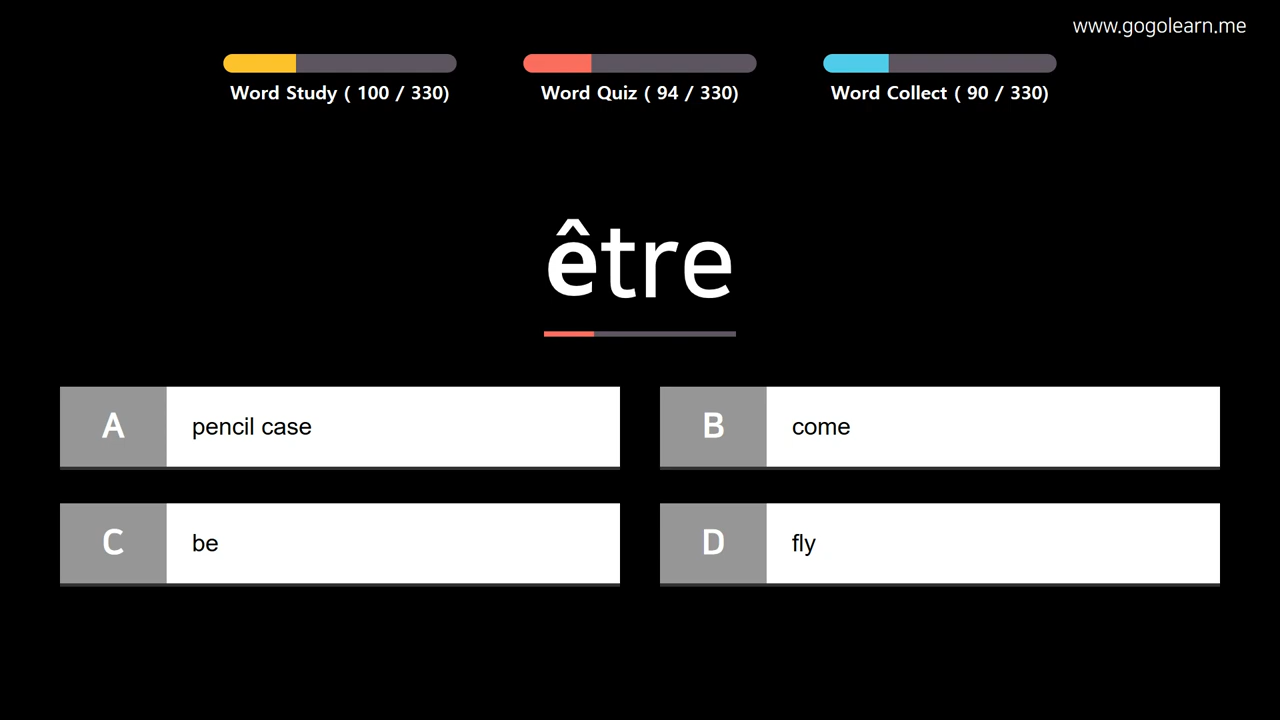 www.gogolearn.me
Word Study ( 100 / 330)
Word Quiz ( 94 / 330)
Word Collect ( 90 / 330)
être
A pencil case
B come
C be
D fly